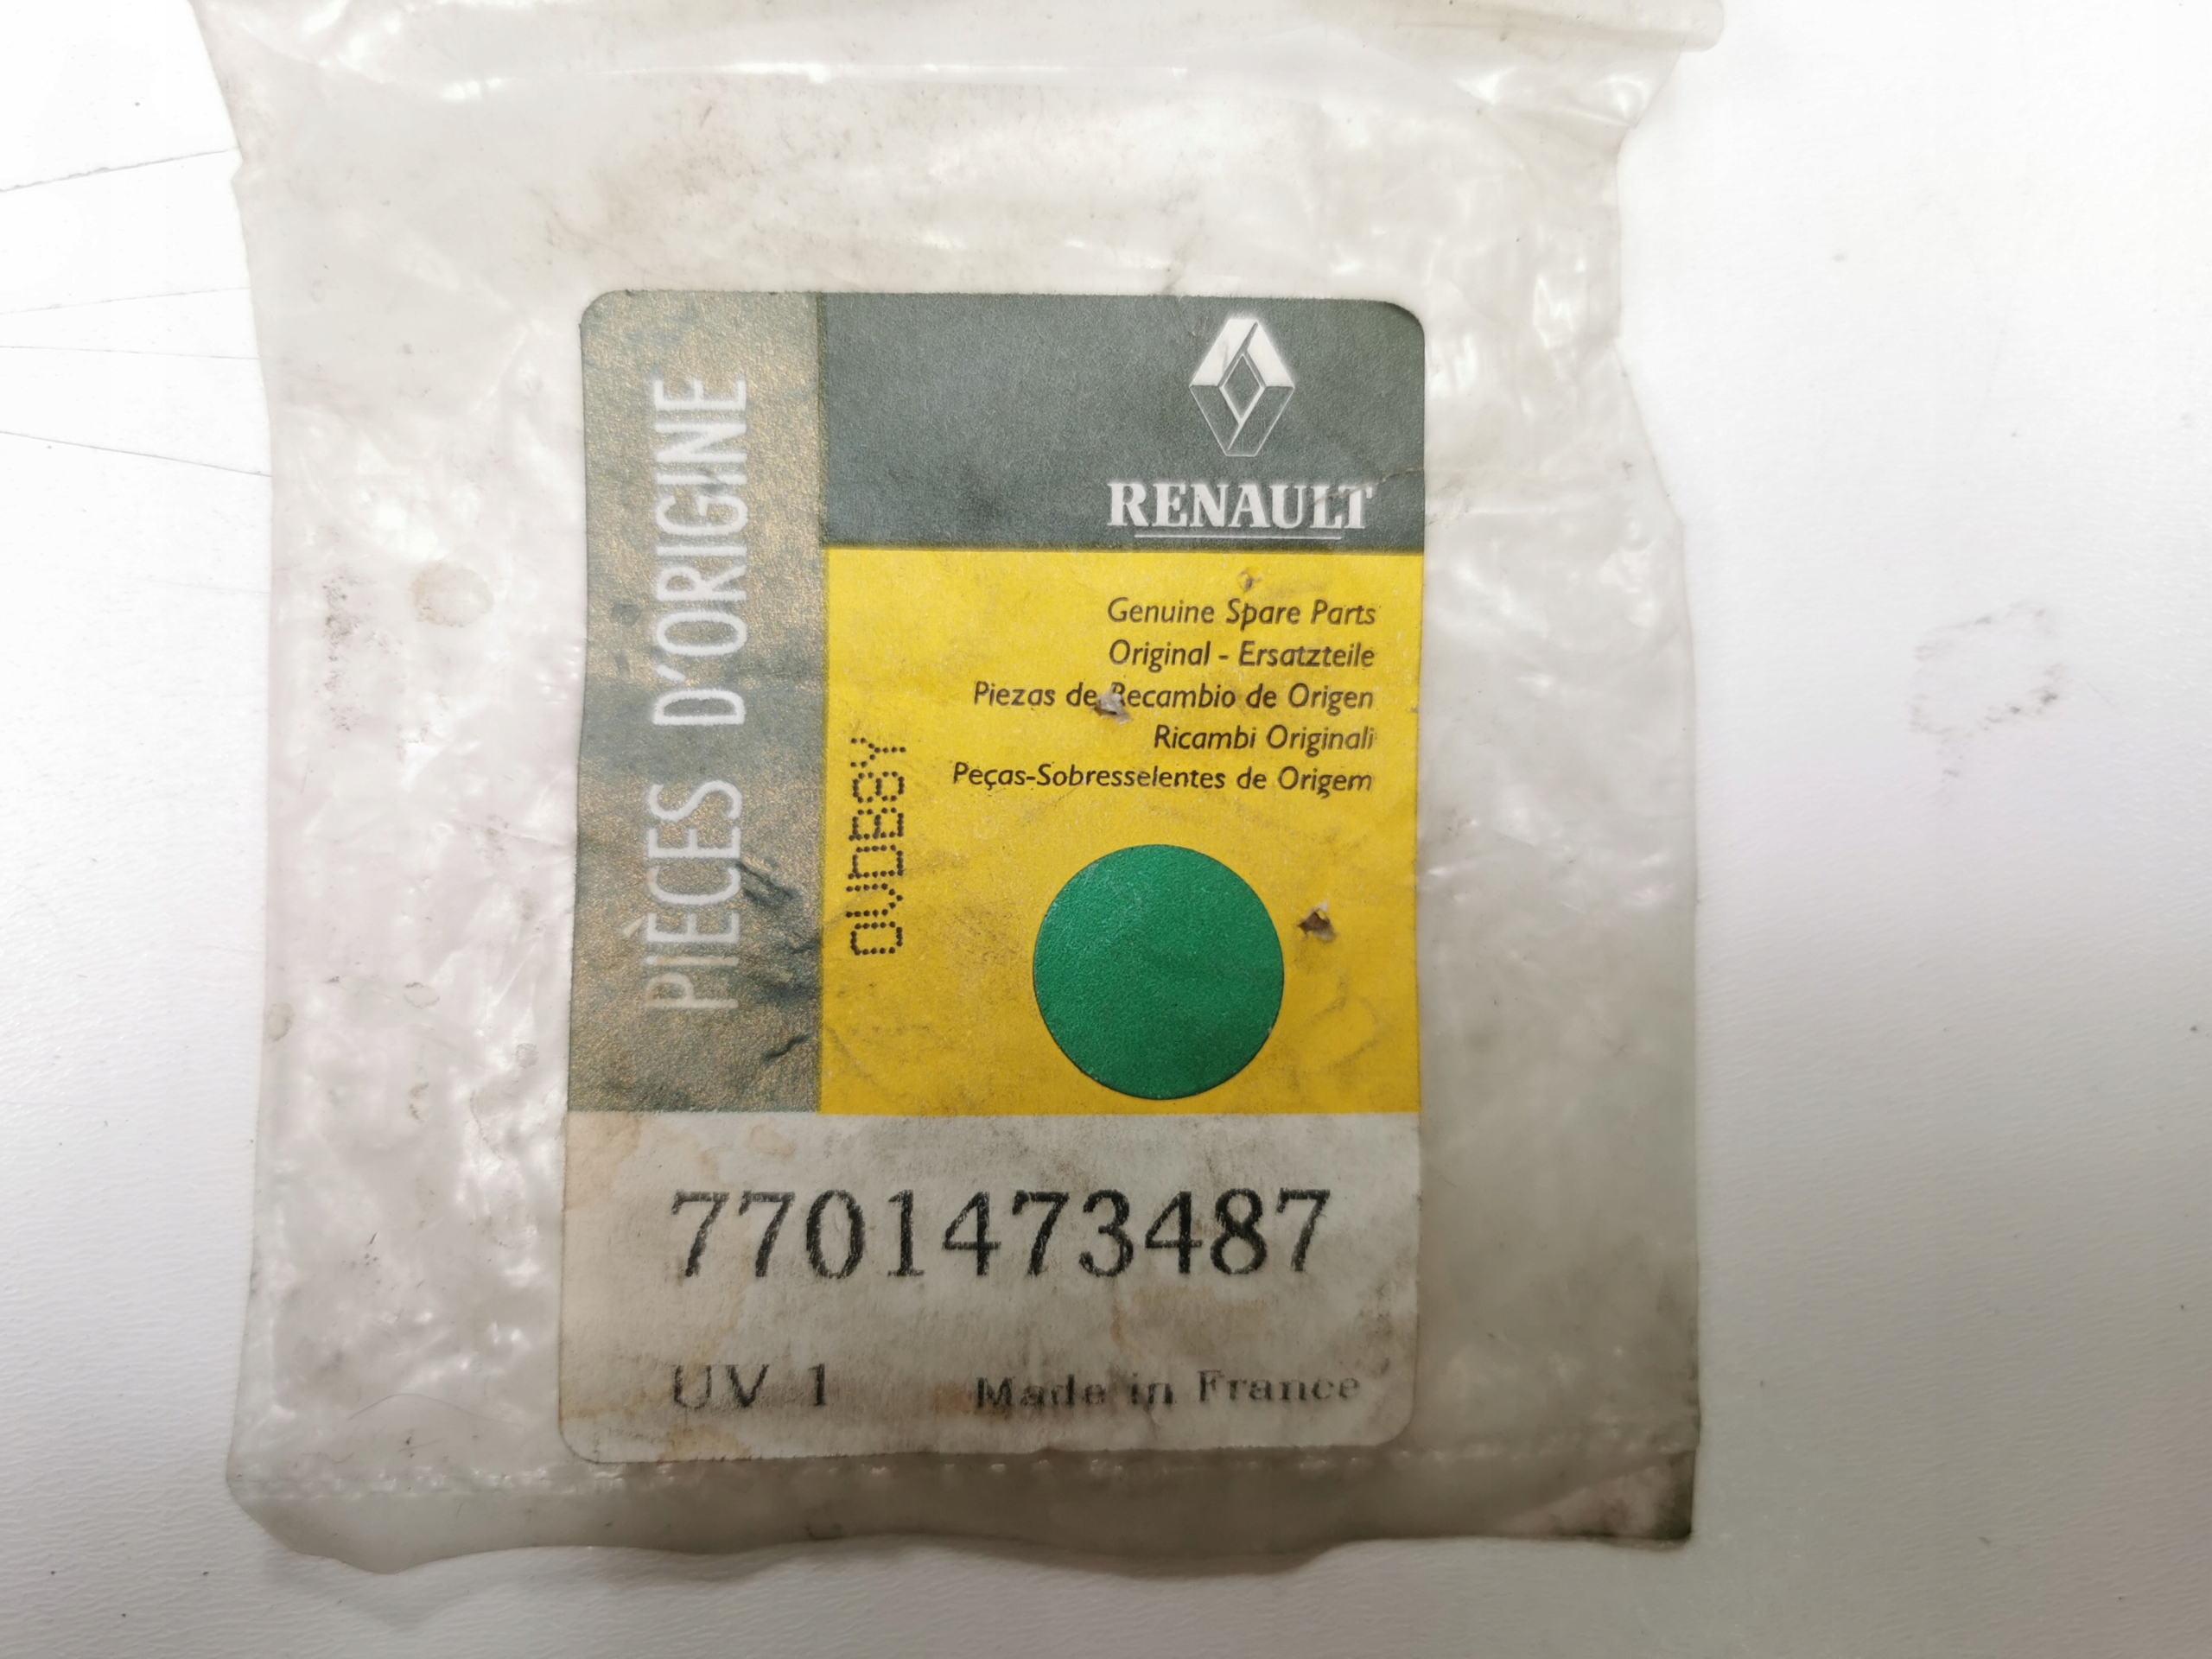 PIÈCES D'ORIGINE
RENAULT
Genuine Spare Parts
Original - Ersatzteile
Piezas de Recambio de Origen
Ricambi Originali
Peças-Sobresselentes de Origem
7701473487
UV 1 Made in France